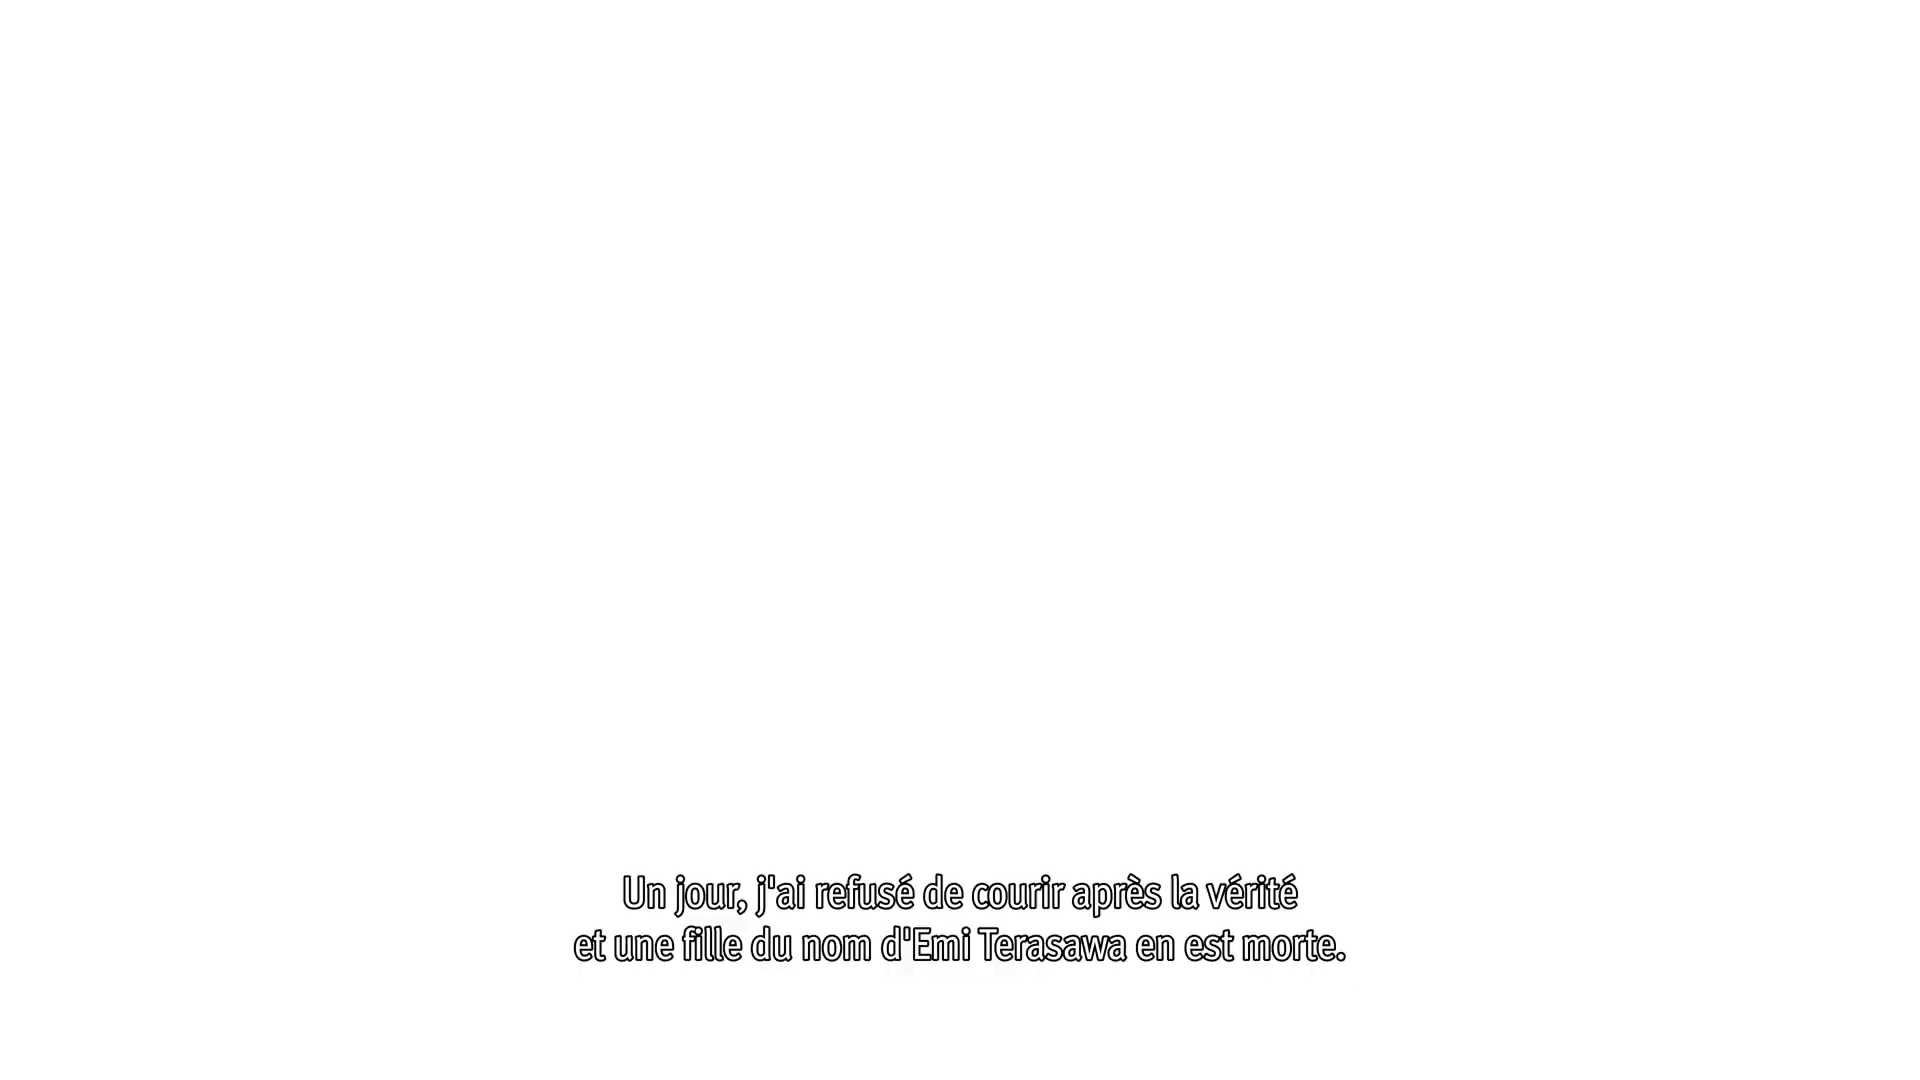 Un jour, j'ai refusé de courir après la vérité
et une fille du nom d'Emi Terasawa en est morte.